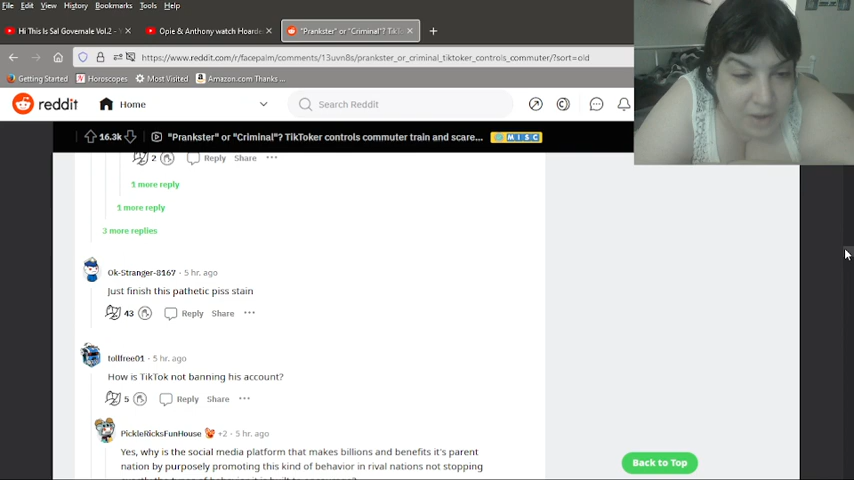 File Edit View History Bookmarks Tools Help
Hi This Is Sal Governale Vol.2 -
Opie & Anthony watch Hoarde
"Prankster" or "Criminal"? TikT
https://www.reddit.com/r/facepalm/comments/13uvn8s/prankster_or_criminal_tiktoker_controls_commuter/?sort=old
Getting Started Horoscopes Most Visited Amazon.com Thanks ...
reddit Home Search Reddit
16.3k "Prankster" or "Criminal"? TikToker controls commuter train and scare... MISC
2 Reply Share ...
1 more reply
1 more reply
3 more replies
Ok-Stranger-8167 · 5 hr. ago
Just finish this pathetic piss stain
43 Reply Share ...
tollfree01 · 5 hr. ago
How is TikTok not banning his account?
5 Reply Share ...
PickleRicksFunHouse +2 · 5 hr. ago
Yes, why is the social media platform that makes billions and benefits it's parent
nation by purposely promoting this kind of behavior in rival nations not stopping
Back to Top